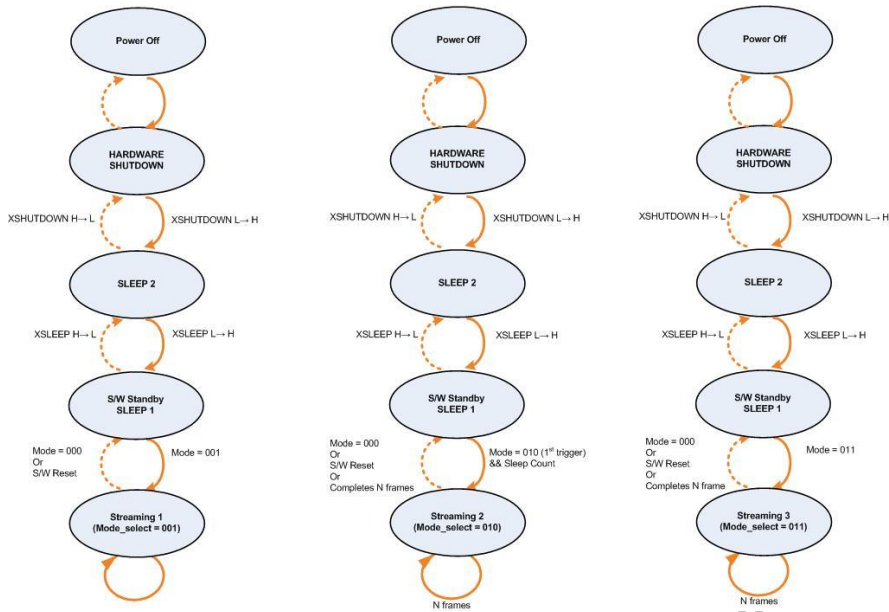 Power Off
HARDWARE
SHUTDOWN
XSHUTDOWN H→ L
XSHUTDOWN L→ H
SLEEP 2
XSLEEP H→ L
XSLEEP L→ H
S/W Standby
SLEEP 1
Mode = 000
Or
S/W Reset
Mode = 001
Streaming 1
(Mode_select = 001)
Power Off
HARDWARE
SHUTDOWN
XSHUTDOWN H→ L
XSHUTDOWN L→ H
SLEEP 2
XSLEEP H→ L
XSLEEP L→ H
S/W Standby
SLEEP 1
Mode = 000
Or
S/W Reset
Or
Completes N frames
Mode = 010 (1st trigger)
&& Sleep Count
Streaming 2
(Mode_select = 010)
N frames
Power Off
HARDWARE
SHUTDOWN
XSHUTDOWN H→ L
XSHUTDOWN L→ H
SLEEP 2
XSLEEP H→ L
XSLEEP L→ H
S/W Standby
SLEEP 1
Mode = 000
Or
S/W Reset
Or
Completes N frame
Mode = 011
Streaming 3
(Mode_select = 011)
N frames